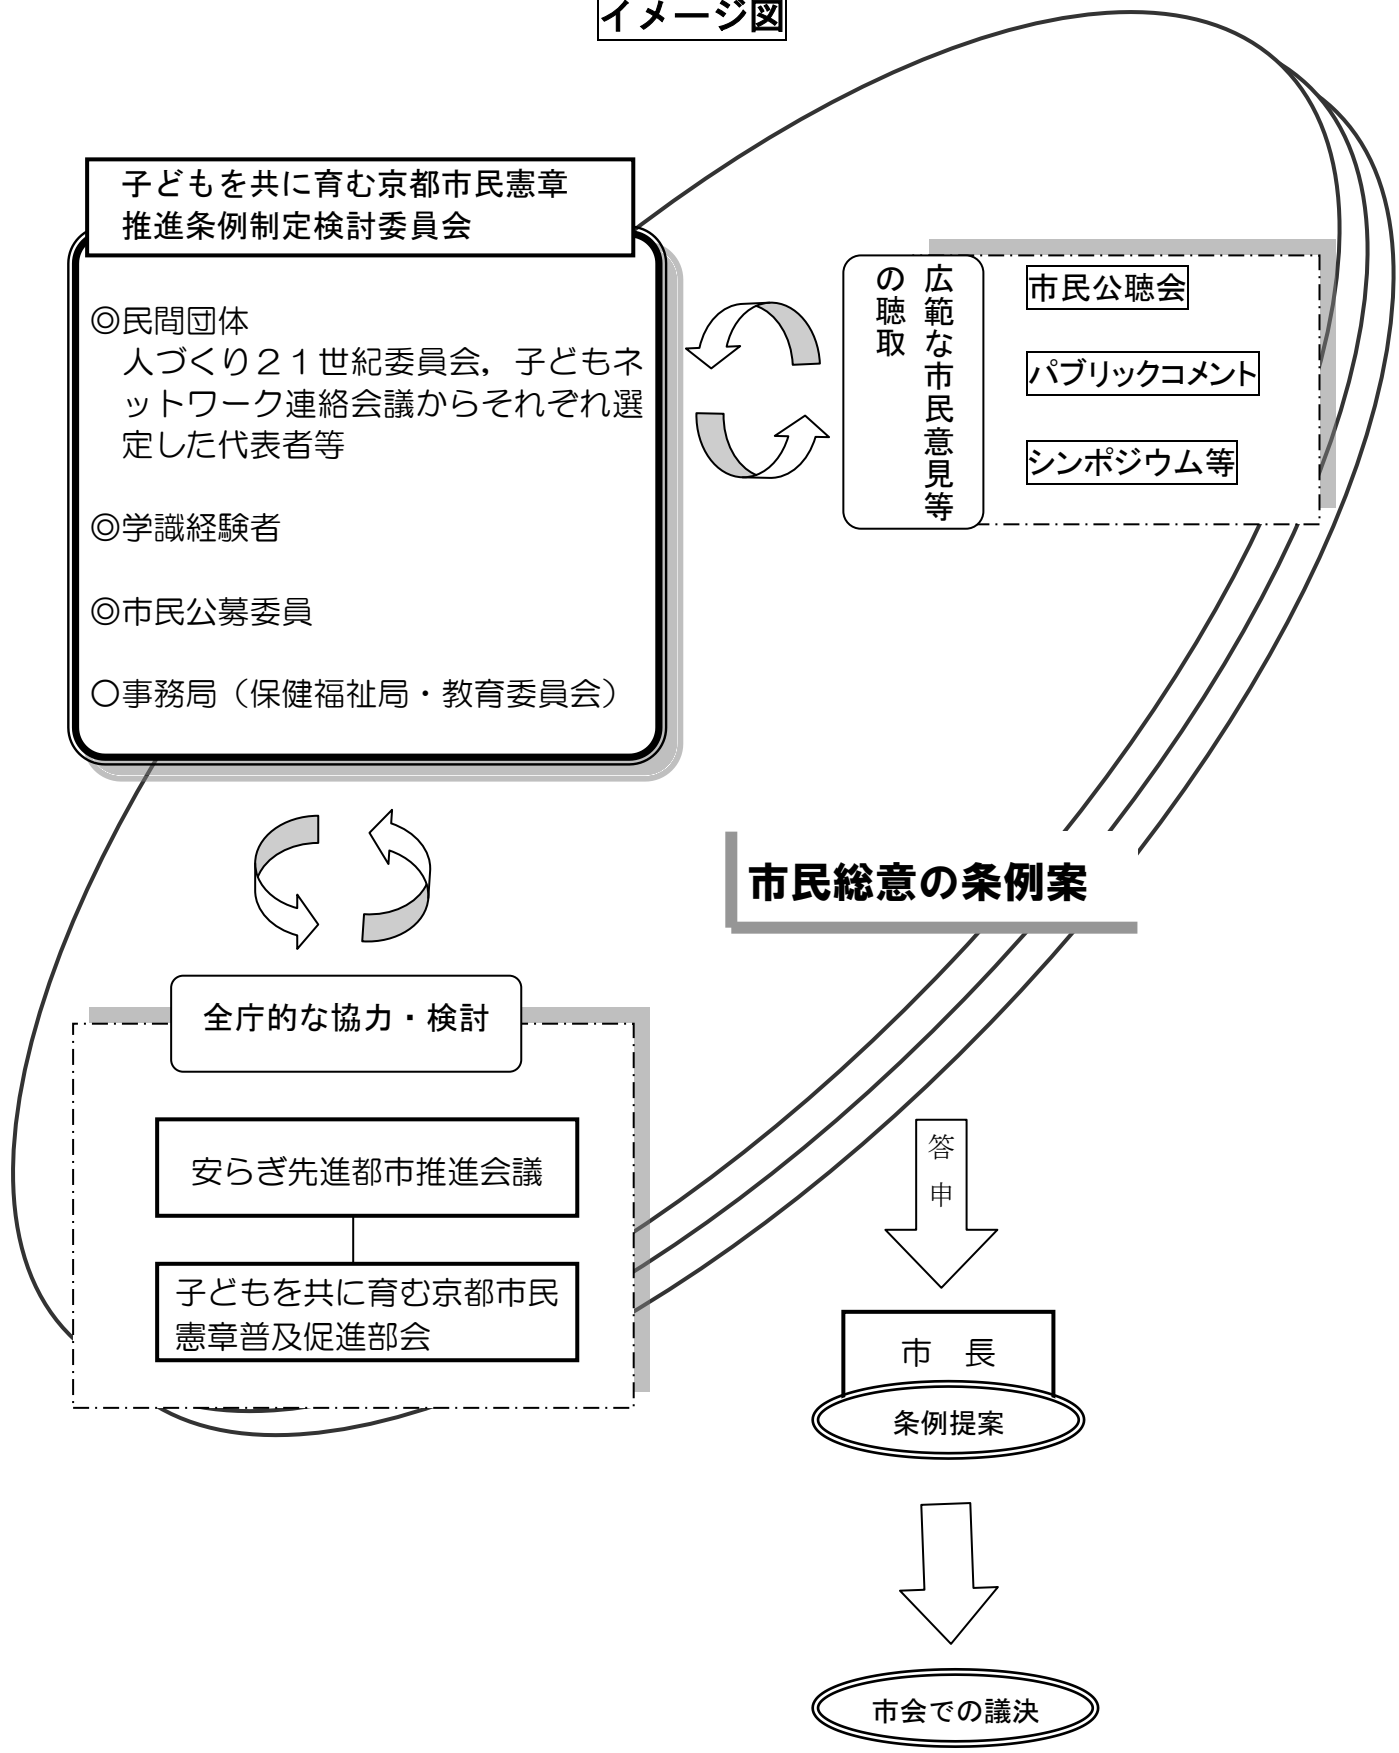 イメージ図
子どもを共に育む京都市民憲章
推進条例制定検討委員会
◎民間団体
人づくり２１世紀委員会，子どもネ
ットワーク連絡会議からそれぞれ選
定した代表者等
◎学識経験者
◎市民公募委員
○事務局（保健福祉局・教育委員会）
広範な市民意見等
の聴取
市民公聴会
パブリックコメント
シンポジウム等
市民総意の条例案
全庁的な協力・検討
安らぎ先進都市推進会議
子どもを共に育む京都市民
憲章普及促進部会
答申
市　長
条例提案
市会での議決